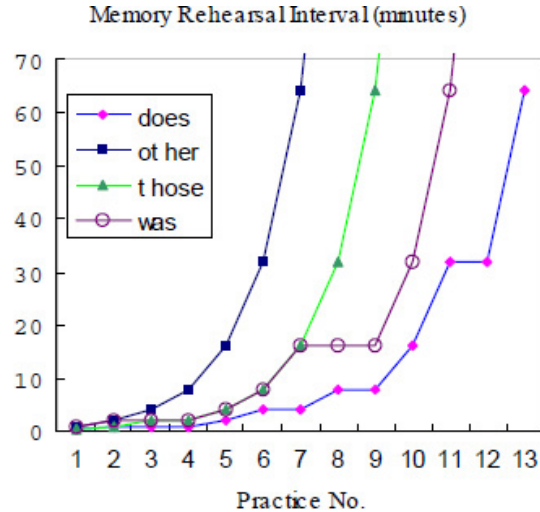 Memory Rehearsal Interval (minutes)
70
60
50
40
30
20
10
0
does
ot her
t hose
was
1 2 3 4 5 6 7 8 9 10 11 12 13
Practice No.